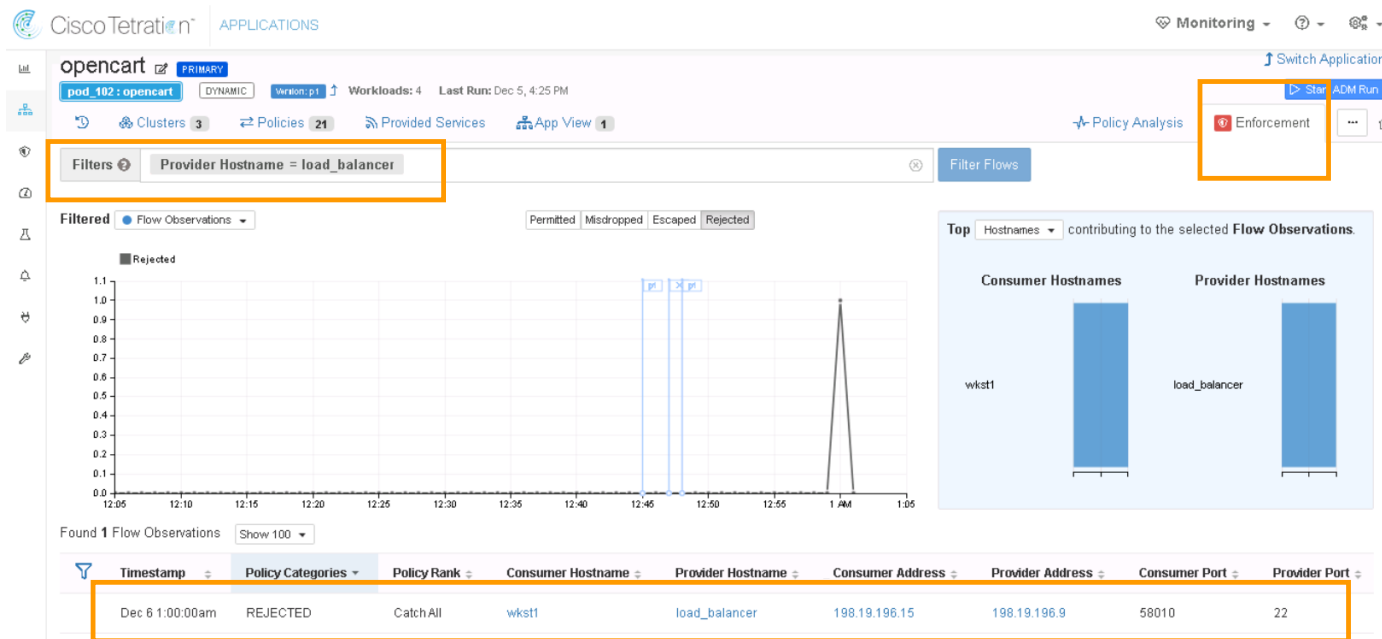 Cisco Tetration™ APPLICATIONS Monitoring
opencart PRIMARY
Switch Application
pod_102 : opencart DYNAMIC Version: p1 Workloads: 4 Last Run: Dec 5, 4:25 PM
Start ADM Run
Clusters 3 Policies 21 Provided Services App View 1 Policy Analysis Enforcement ...
Filters ? Provider Hostname = load_balancer Filter Flows
Filtered Flow Observations Permitted Misdropped Escaped Rejected
Top Hostnames contributing to the selected Flow Observations.
Rejected
Consumer Hostnames Provider Hostnames
1.1
p1 p1
1.0
0.9
0.8
0.7
0.6
wkst1 load_balancer
0.5
0.4
0.3
0.2
0.1
0.0
12:05 12:10 12:15 12:20 12:25 12:30 12:35 12:40 12:45 12:50 12:55 1 AM 1:05
Found 1 Flow Observations Show 100
Timestamp Policy Categories Policy Rank Consumer Hostname Provider Hostname Consumer Address Provider Address Consumer Port Provider Port
Dec 6 1:00:00am REJECTED CatchAll wkst1 load_balancer 198.19.196.15 198.19.196.9 58010 22